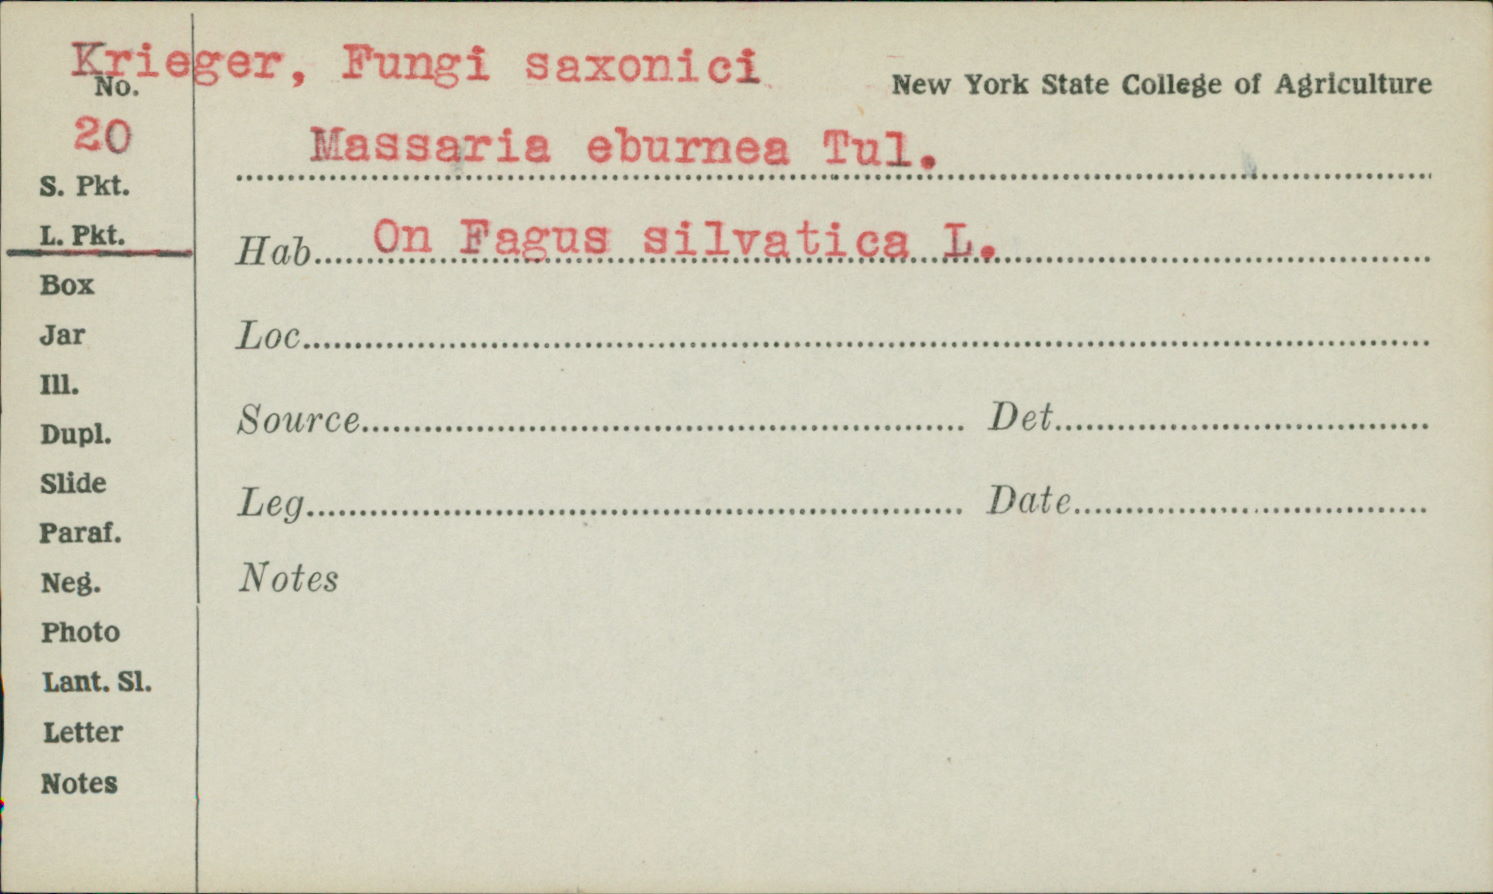 Krieger, Fungi saxonici
No.
New York State College of Agriculture
20
Massaria eburnea Tul.
S. Pkt.
L. Pkt.
Hab. On Fagus silvatica L.
Box
Jar
Loc.
Ill.
Source
Det.
Dupl.
Slide
Leg.
Date
Paraf.
Neg.
Notes
Photo
Lant. Sl.
Letter
Notes